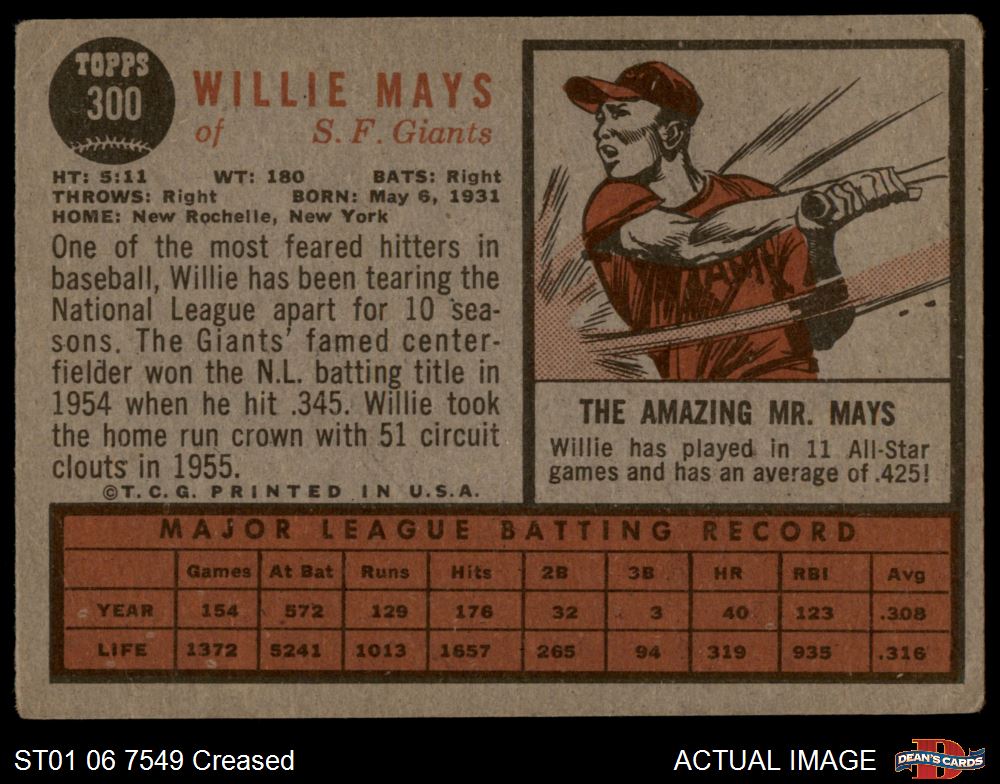 TOPPS
300
WILLIE MAYS
of S. F. Giants
HT: 5:11 WT: 180 BATS: Right
THROWS: Right BORN: May 6, 1931
HOME: New Rochelle, New York
One of the most feared hitters in
baseball, Willie has been tearing the
National League apart for 10 sea-
sons. The Giants' famed center-
fielder won the N.L. batting title in
1954 when he hit .345. Willie took
the home run crown with 51 circuit
clouts in 1955.
©T.C.G. PRINTED IN U.S.A.
THE AMAZING MR. MAYS
Willie has played in 11 All-Star
games and has an average of .425!
MAJOR LEAGUE BATTING RECORD
Games At Bat Runs Hits 2B 3B HR RBI Avg
YEAR 154 572 129 176 32 3 40 123 .308
LIFE 1372 5241 1013 1657 265 94 319 935 .316
ST01 06 7549 Creased
ACTUAL IMAGE
D
DEAN'S CARDS